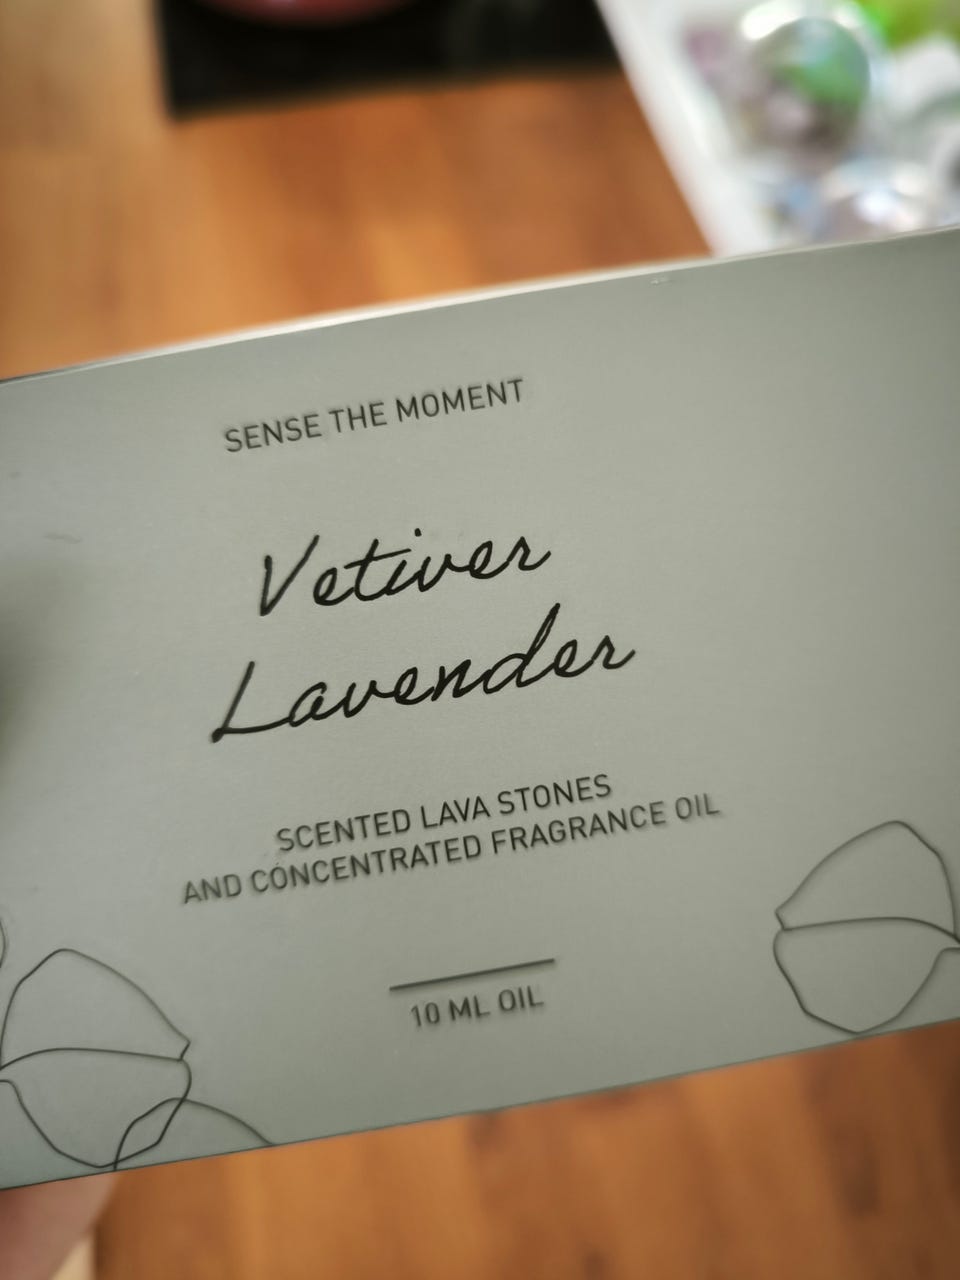 SENSE THE MOMENT
Vetiver
Lavender
SCENTED LAVA STONES
AND CONCENTRATED FRAGRANCE OIL
10 ML OIL